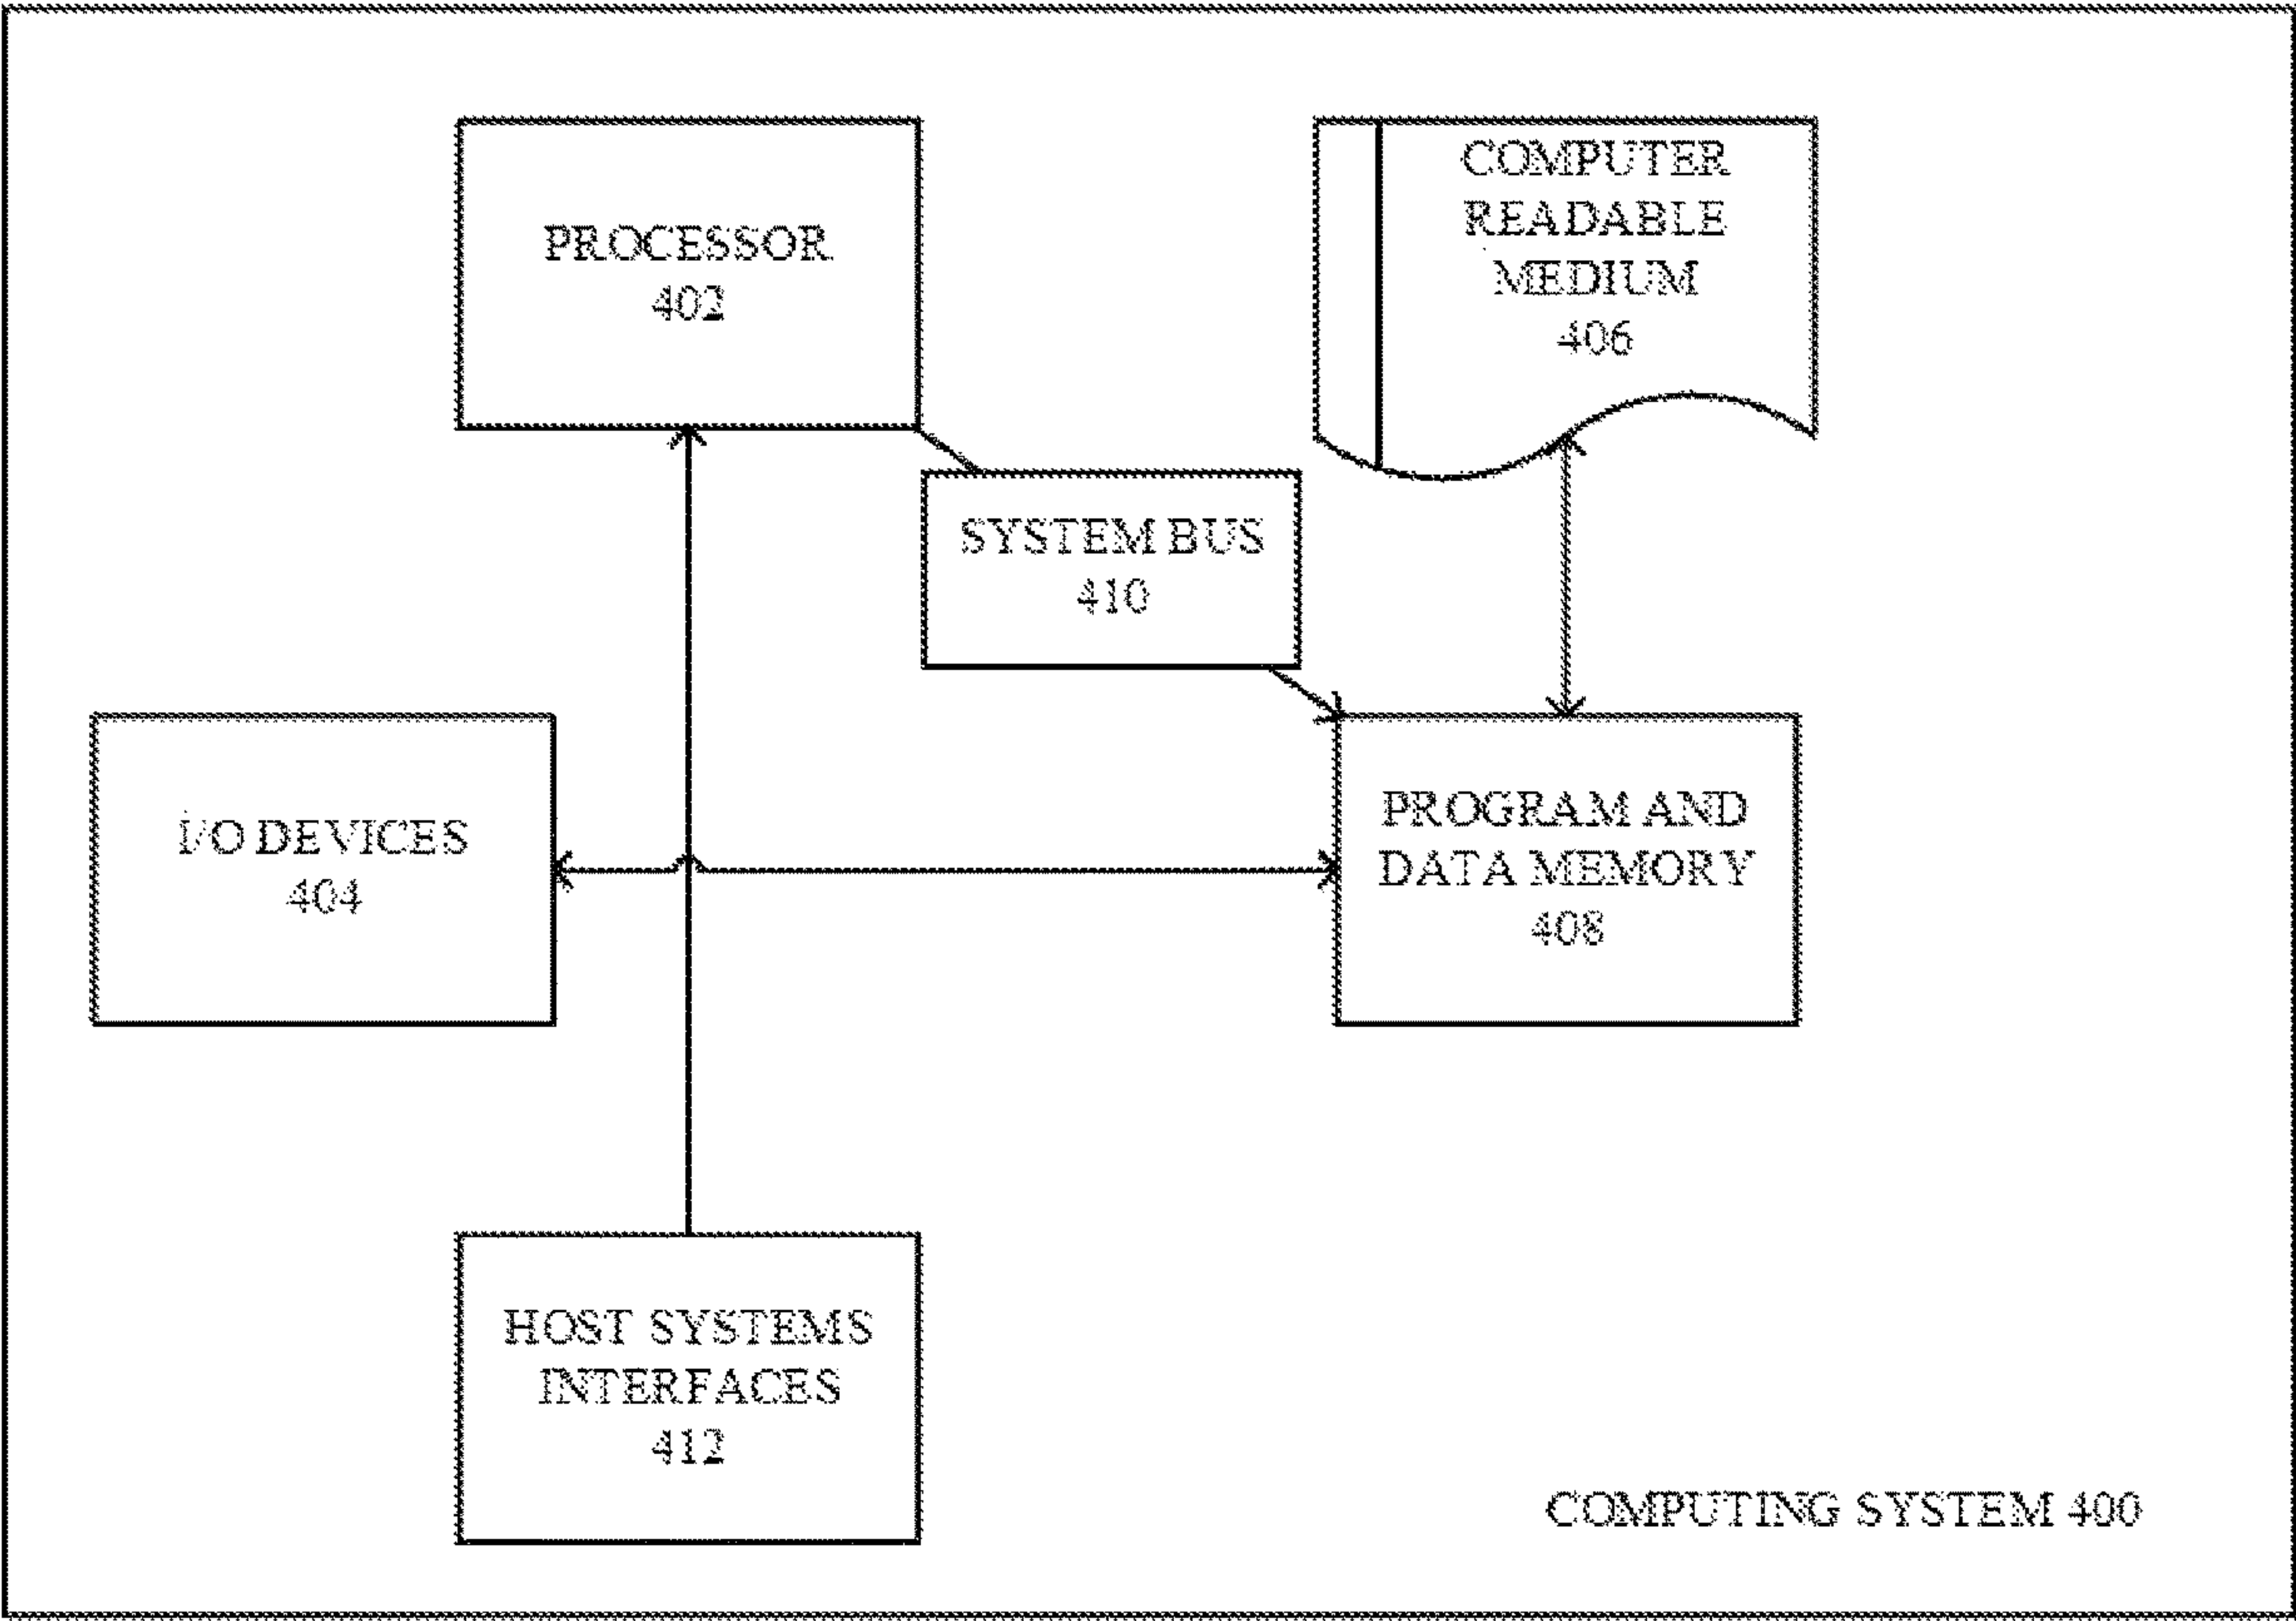 PROCESSOR
402
COMPUTER
READABLE
MEDIUM
406
SYSTEM BUS
410
I/O DEVICES
404
PROGRAM AND
DATA MEMORY
408
HOST SYSTEMS
INTERFACES
412
COMPUTING SYSTEM 400